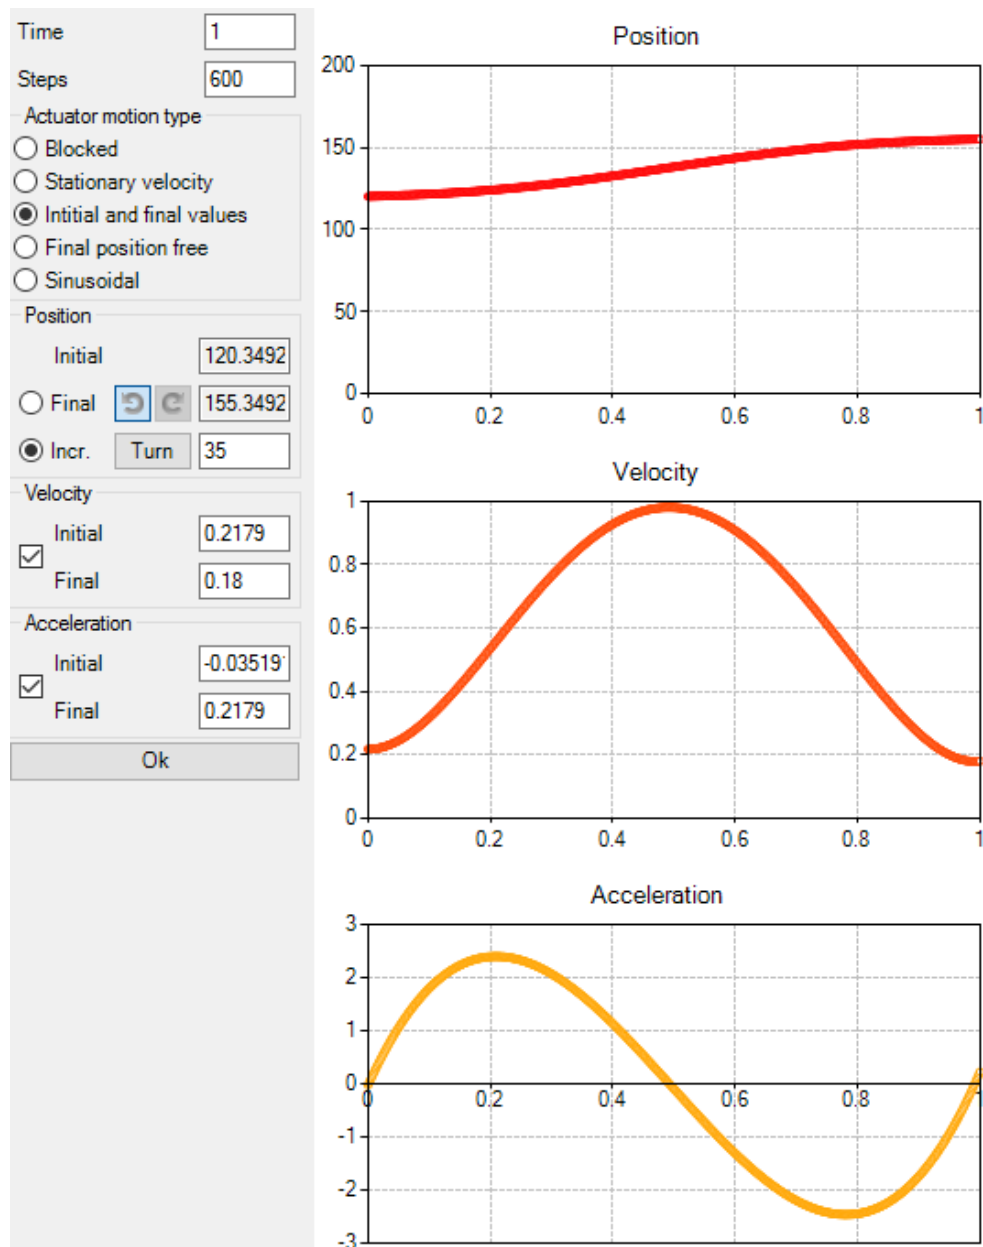 Time 1
Steps 600
Actuator motion type
Blocked
Stationary velocity
Intitial and final values
Final position free
Sinusoidal
Position
Initial 120.3492
Final 155.3492
Incr. Turn 35
Velocity
Initial 0.2179
Final 0.18
Acceleration
Initial -0.03519
Final 0.2179
Ok
Position
200
150
100
50
0
0 0.2 0.4 0.6 0.8 1
Velocity
1
0.8
0.6
0.4
0.2
0
0 0.2 0.4 0.6 0.8 1
Acceleration
3
2
1
0
0 0.2 0.4 0.6 0.8 1
-1
-2
-3